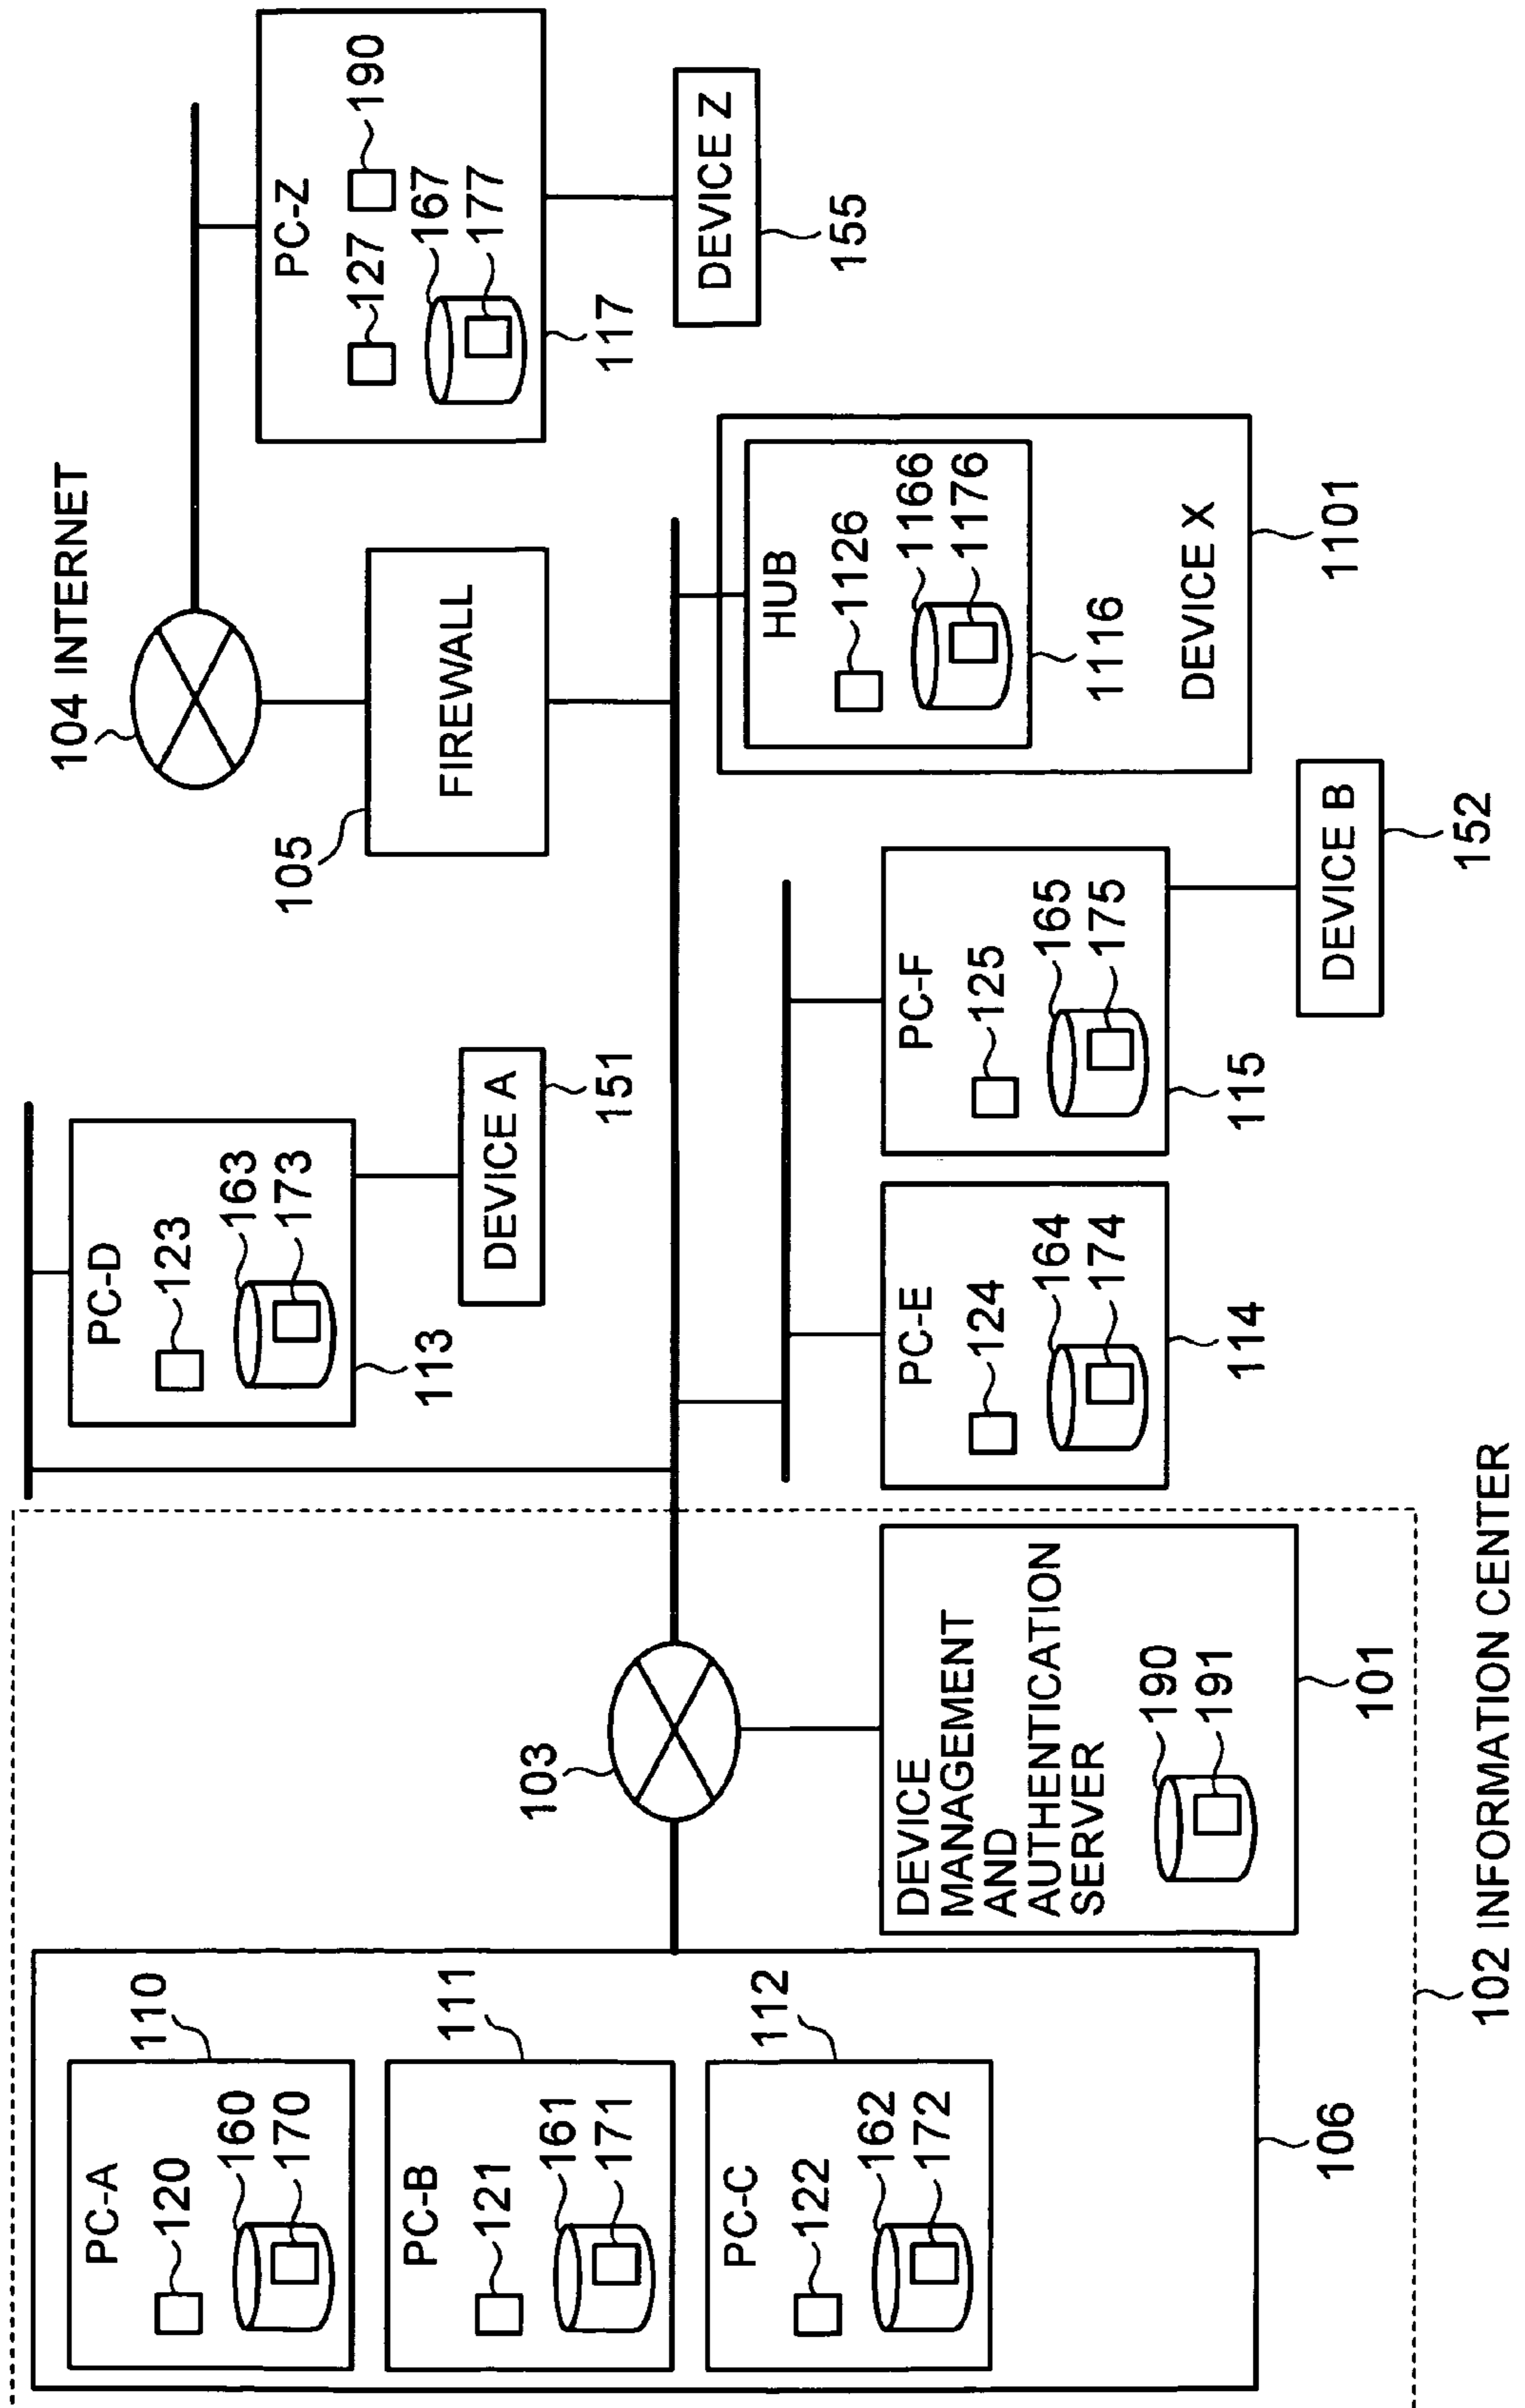 PC-A
110
120
160
170
PC-B
111
121
161
171
PC-C
112
122
162
172
106
103
DEVICE
MANAGEMENT
AND
AUTHENTICATION
SERVER
190
191
101
102 INFORMATION CENTER
PC-D
123
163
173
113
DEVICE A
151
PC-E
124
164
174
114
PC-F
125
165
175
115
DEVICE B
152
104 INTERNET
105
FIREWALL
HUB
1126
1166
1176
1116
DEVICE X
1101
PC-Z
127
190
167
177
117
DEVICE Z
155